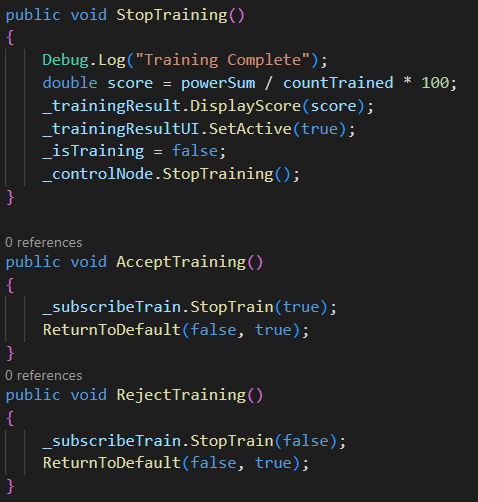 public void StopTraining()
{
Debug.Log("Training Complete");
double score = powerSum / countTrained * 100;
_trainingResult.DisplayScore(score);
_trainingResultUI.SetActive(true);
_isTraining = false;
_controlNode.StopTraining();
}
0 references
public void AcceptTraining()
{
_subscribeTrain.StopTrain(true);
ReturnToDefault(false, true);
}
0 references
public void RejectTraining()
{
_subscribeTrain.StopTrain(false);
ReturnToDefault(false, true);
}